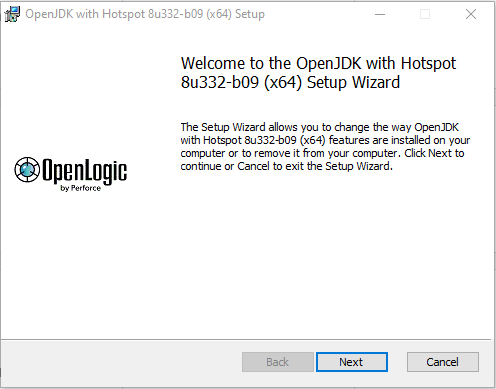 OpenJDK with Hotspot 8u332-b09 (x64) Setup
Welcome to the OpenJDK with Hotspot
8u332-b09 (x64) Setup Wizard
The Setup Wizard allows you to change the way OpenJDK
with Hotspot 8u332-b09 (x64) features are installed on your
computer or to remove it from your computer. Click Next to
continue or Cancel to exit the Setup Wizard.
OpenLogic
by Perforce
Back
Next
Cancel